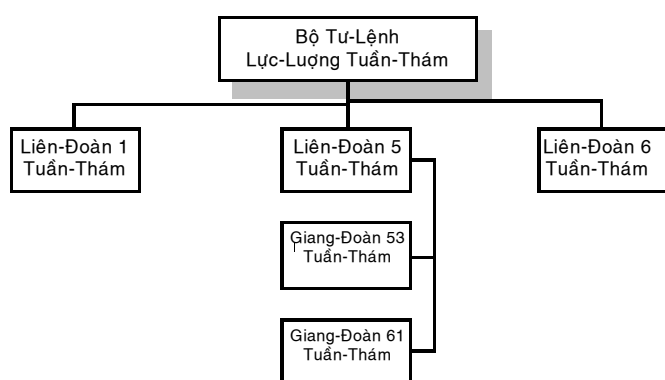 Bộ Tư-Lệnh
Lực-Luợng Tuần-Thám
Liên-Đoàn 1
Tuần-Thám
Liên-Đoàn 5
Tuần-Thám
Liên-Đoàn 6
Tuần-Thám
Giang-Đoàn 53
Tuần-Thám
Giang-Đoàn 61
Tuần-Thám